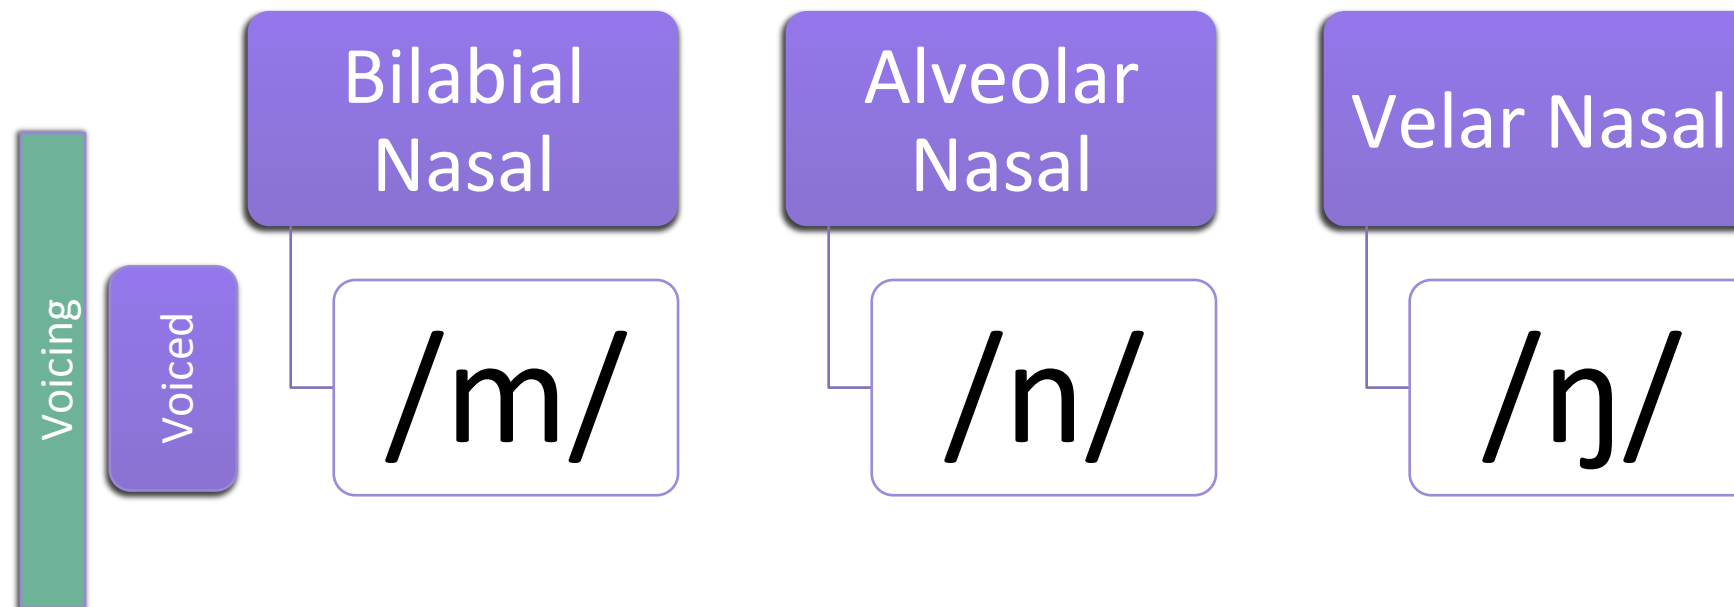 Bilabial
Nasal
Alveolar
Nasal
Velar Nasal
Voicing
Voiced
/m/
/n/
/ŋ/